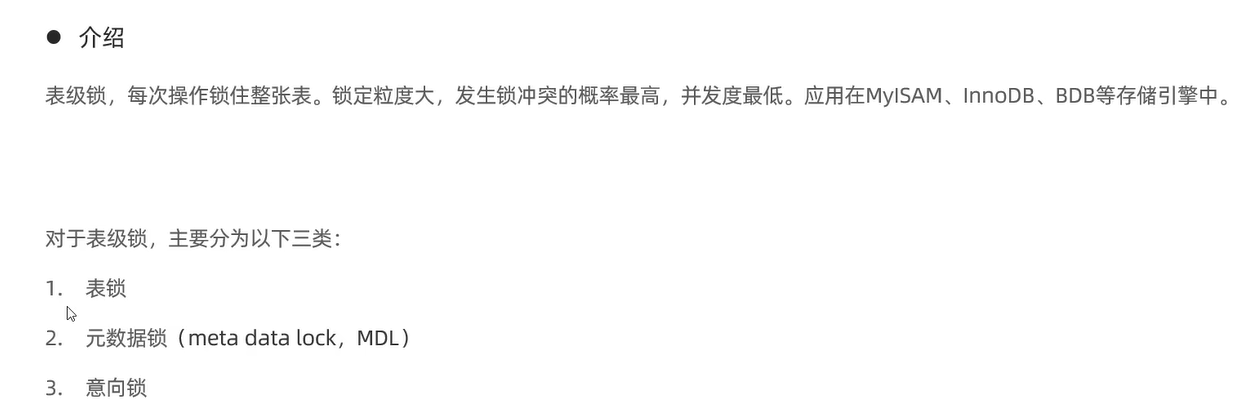 ● 介绍
表级锁，每次操作锁住整张表。锁定粒度大，发生锁冲突的概率最高，并发度最低。应用在MyISAM、InnoDB、BDB等存储引擎中。
对于表级锁，主要分为以下三类：
1. 表锁
2. 元数据锁（meta data lock，MDL）
3. 意向锁